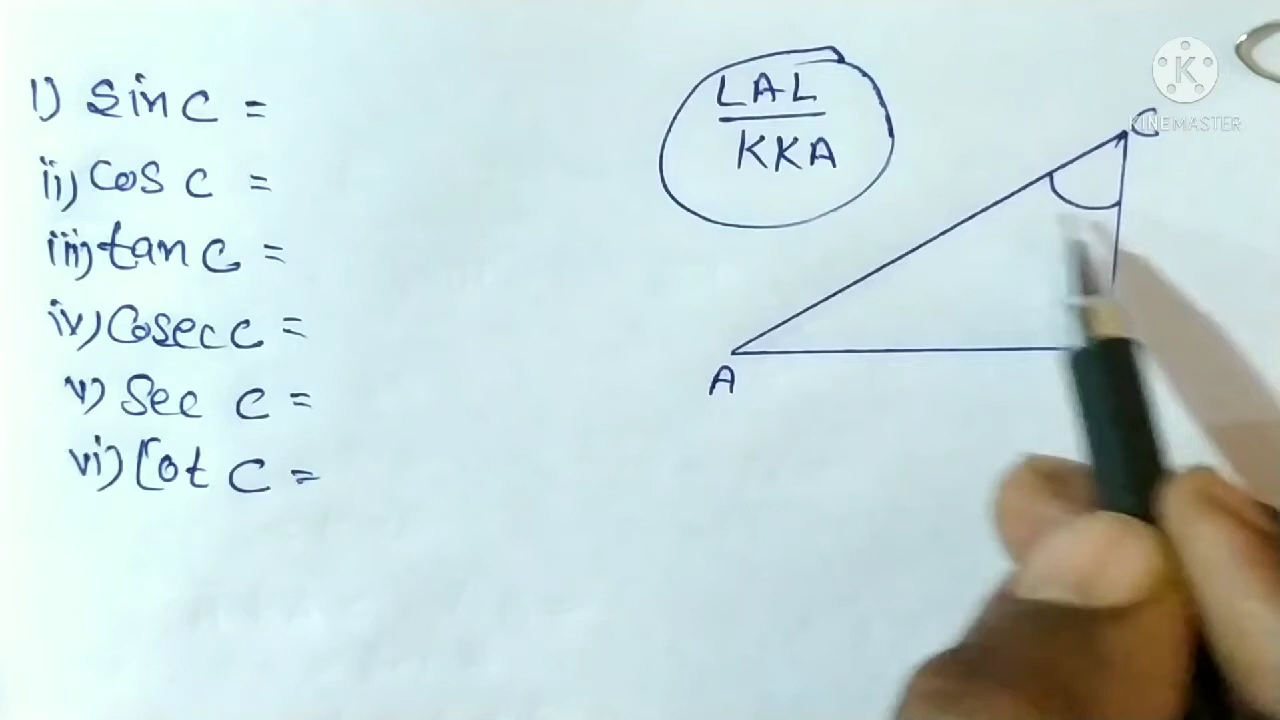 i) Sin C =
ii) Cos C =
iii) tan C =
iv) Cosec C =
v) Sec C =
vi) Cot C =
LAL
KKA
K
KINEMASTER
C
A